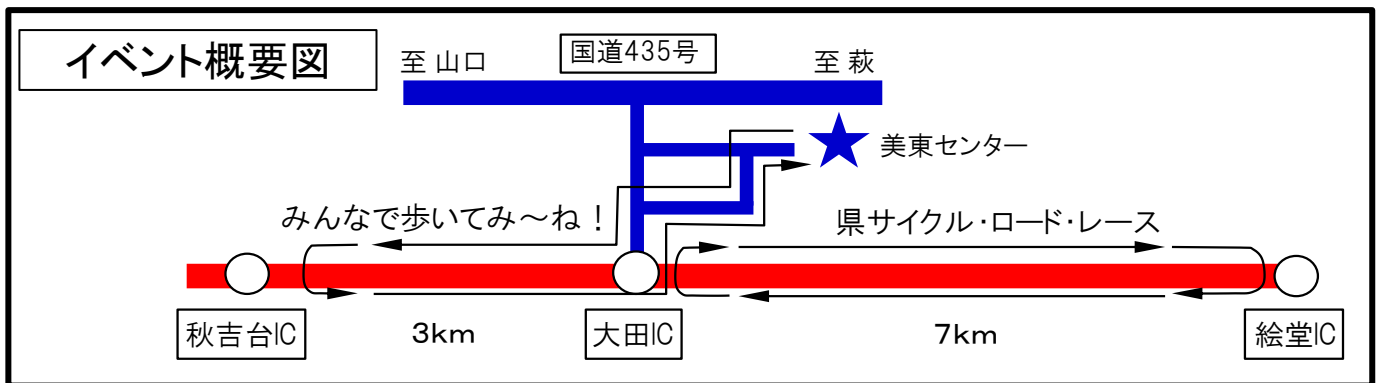 イベント概要図
至 山口
国道435号
至 萩
美東センター
みんなで歩いてみ～ね！
県サイクル・ロード・レース
秋吉台IC
3km
大田IC
7km
絵堂IC